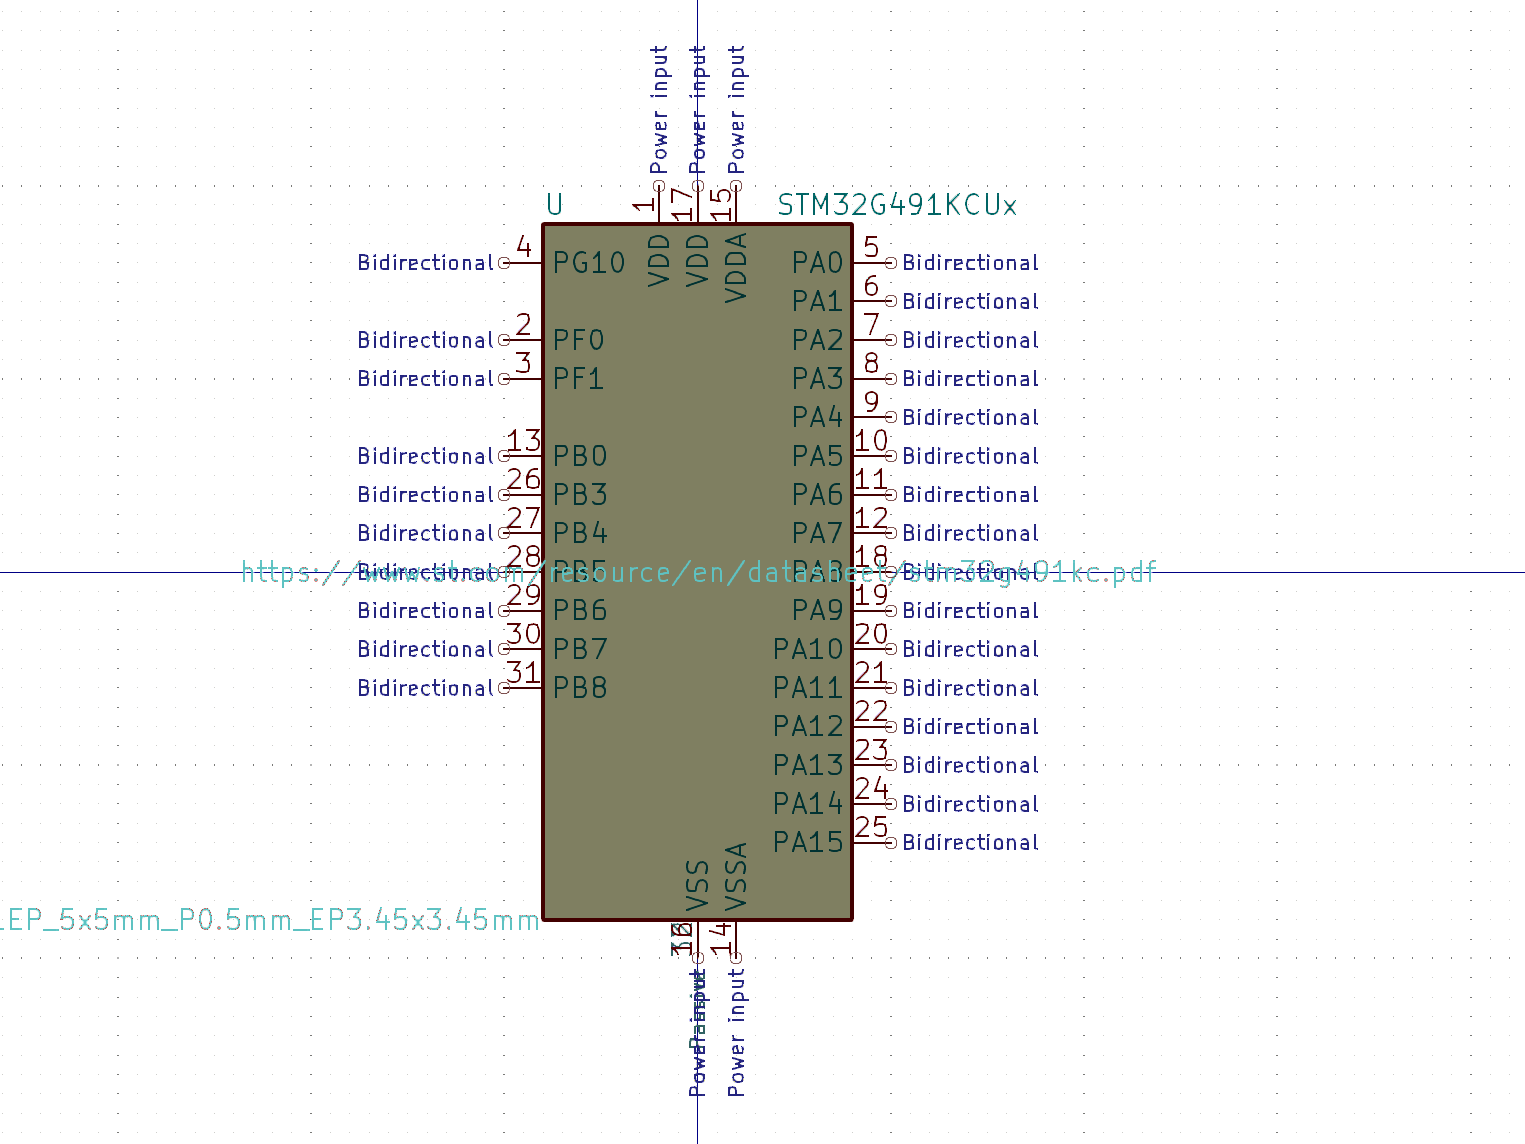 Power input Power input Power input
1 17 15
U STM32G491KCUx
VDD VDD VDDA
Bidirectional 4 PG10 PA0 5 Bidirectional
PA1 6 Bidirectional
Bidirectional 2 PF0 PA2 7 Bidirectional
Bidirectional 3 PF1 PA3 8 Bidirectional
PA4 9 Bidirectional
Bidirectional 13 PB0 PA5 10 Bidirectional
Bidirectional 26 PB3 PA6 11 Bidirectional
Bidirectional 27 PB4 PA7 12 Bidirectional
Bidirectional 28 PB5 PA8 18 Bidirectional
https://www.st.com/resource/en/datasheet/stm32g491kc.pdf
Bidirectional 29 PB6 PA9 19 Bidirectional
Bidirectional 30 PB7 PA10 20 Bidirectional
Bidirectional 31 PB8 PA11 21 Bidirectional
PA12 22 Bidirectional
PA13 23 Bidirectional
PA14 24 Bidirectional
PA15 25 Bidirectional
VSS VSSA
EP_5x5mm_P0.5mm_EP3.45x3.45mm
16 14
Power input Power input